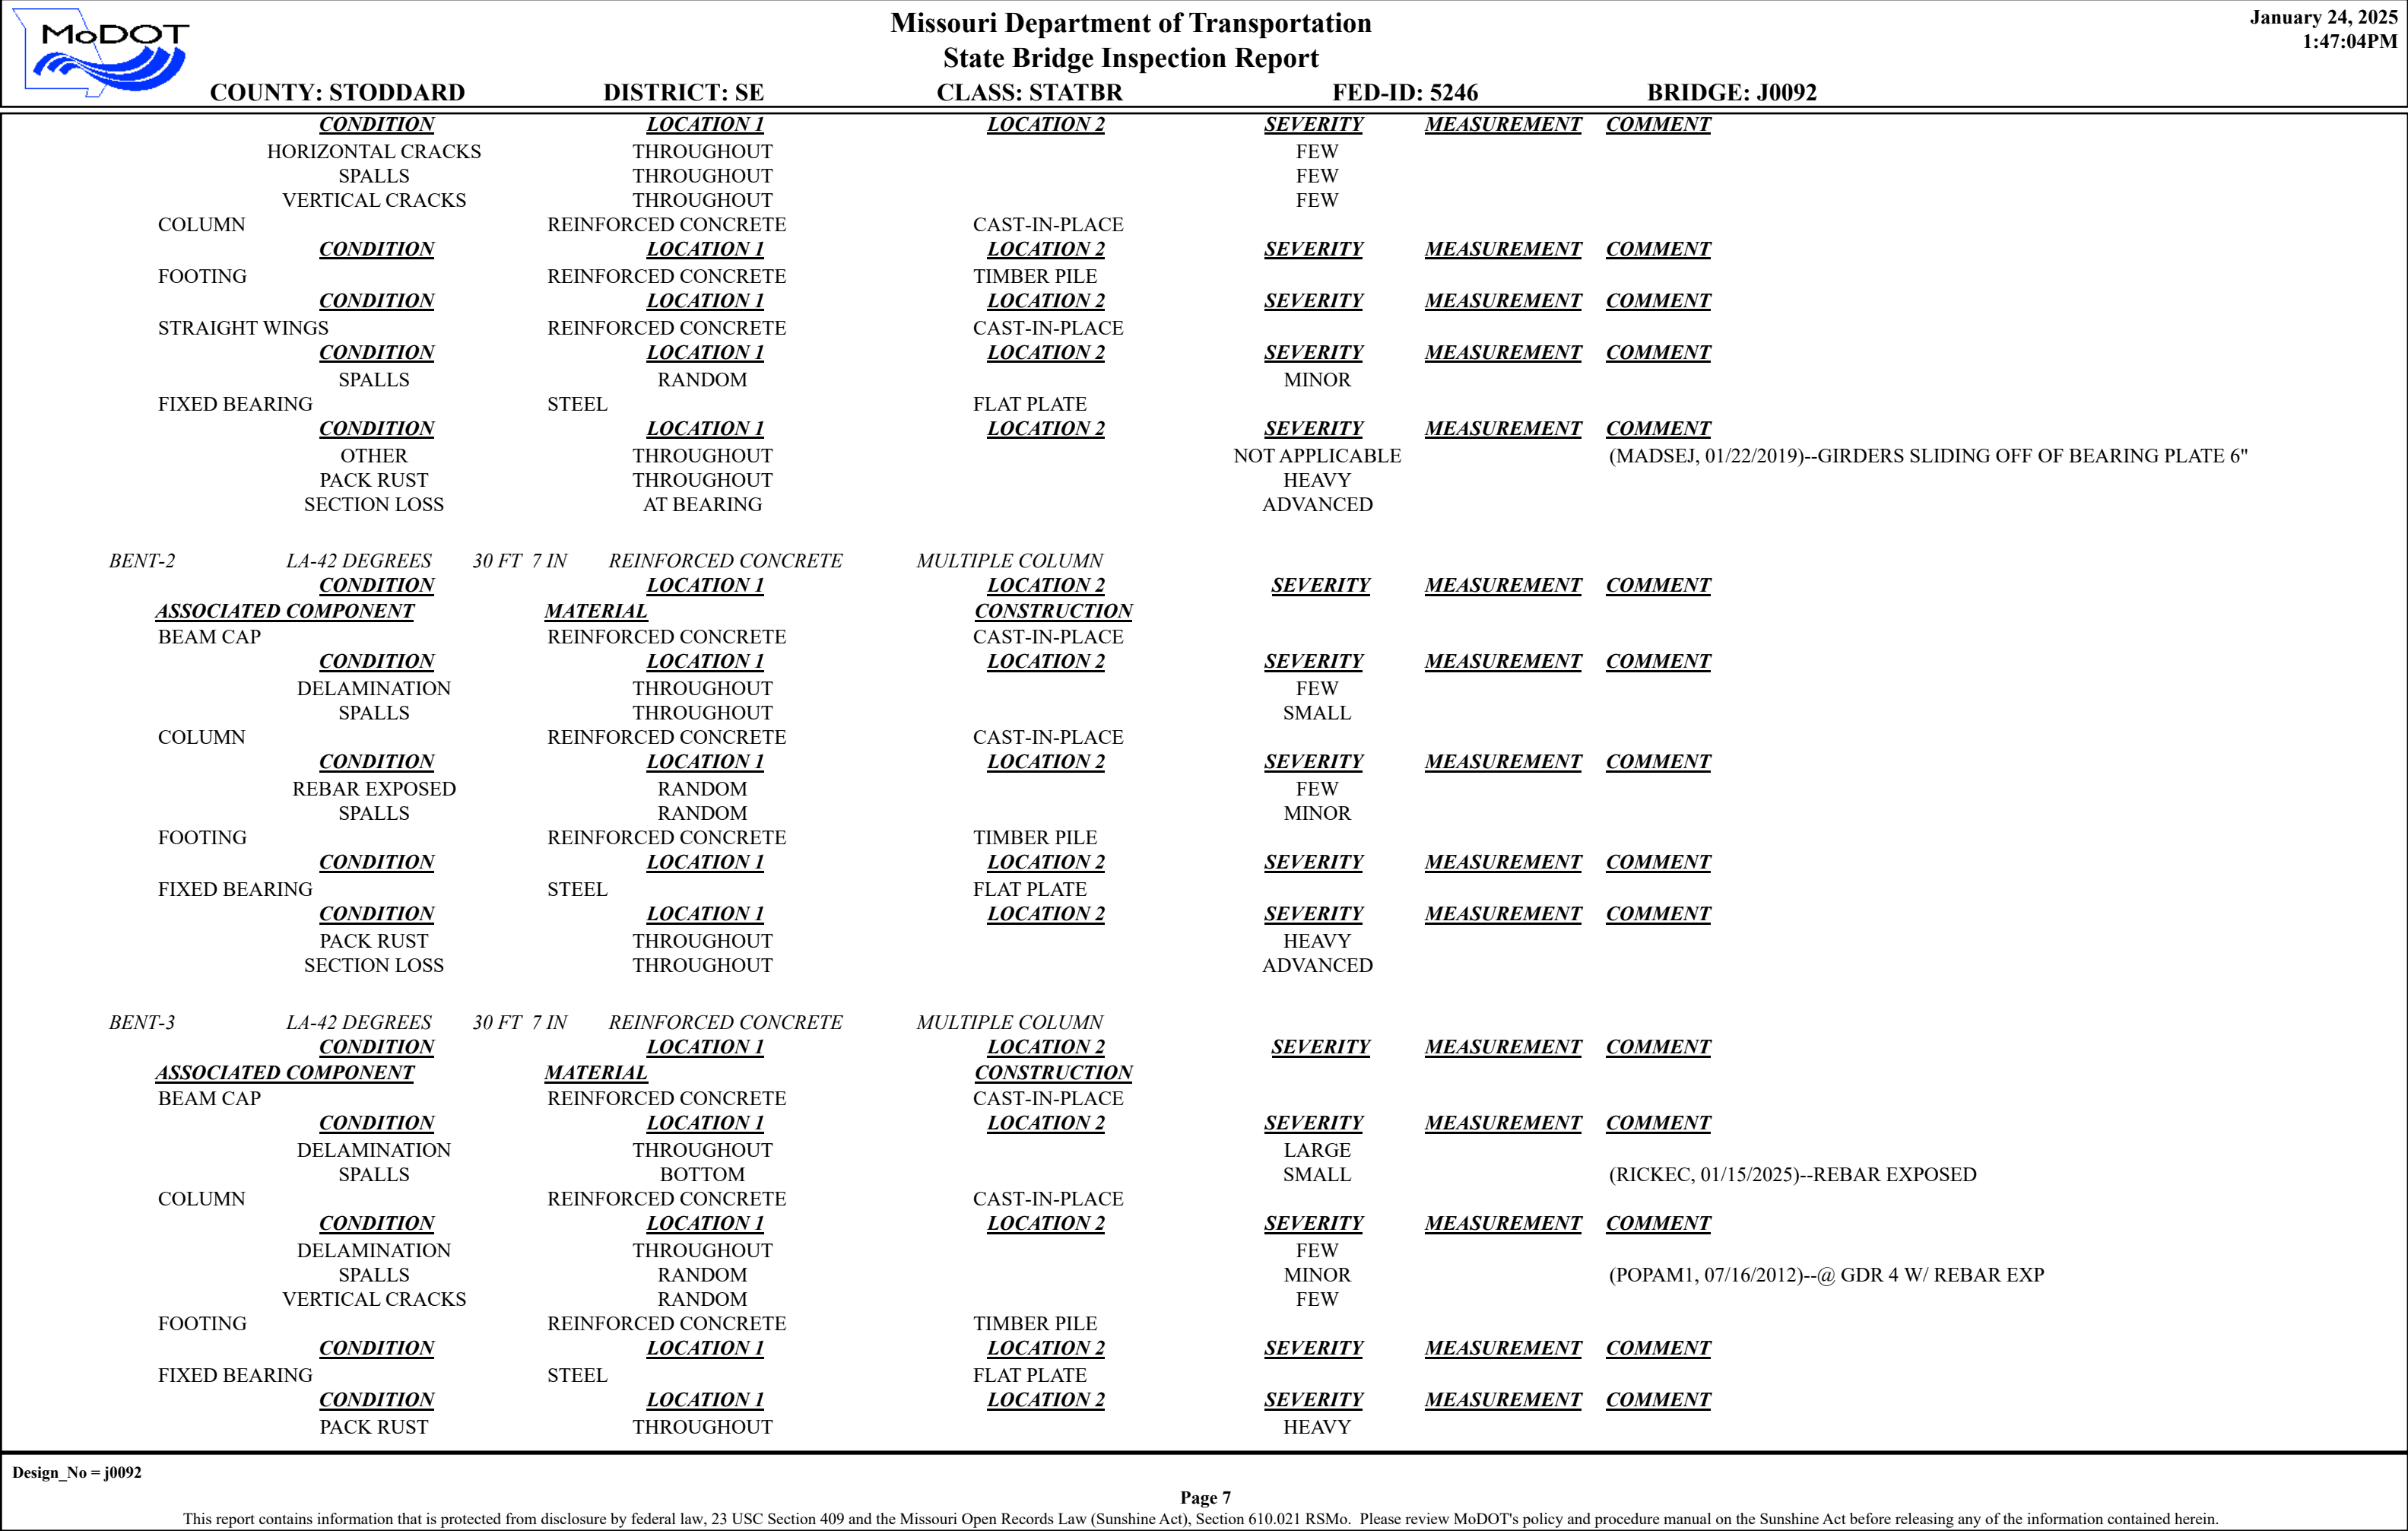 MoDOT
Missouri Department of Transportation
State Bridge Inspection Report
January 24, 2025
1:47:04PM
COUNTY: STODDARD DISTRICT: SE CLASS: STATBR FED-ID: 5246 BRIDGE: J0092
CONDITION LOCATION 1 LOCATION 2 SEVERITY MEASUREMENT COMMENT
HORIZONTAL CRACKS THROUGHOUT FEW
SPALLS THROUGHOUT FEW
VERTICAL CRACKS THROUGHOUT FEW
COLUMN REINFORCED CONCRETE CAST-IN-PLACE
CONDITION LOCATION 1 LOCATION 2 SEVERITY MEASUREMENT COMMENT
FOOTING REINFORCED CONCRETE TIMBER PILE
CONDITION LOCATION 1 LOCATION 2 SEVERITY MEASUREMENT COMMENT
STRAIGHT WINGS REINFORCED CONCRETE CAST-IN-PLACE
CONDITION LOCATION 1 LOCATION 2 SEVERITY MEASUREMENT COMMENT
SPALLS RANDOM MINOR
FIXED BEARING STEEL FLAT PLATE
CONDITION LOCATION 1 LOCATION 2 SEVERITY MEASUREMENT COMMENT
OTHER THROUGHOUT NOT APPLICABLE (MADSEJ, 01/22/2019)--GIRDERS SLIDING OFF OF BEARING PLATE 6"
PACK RUST THROUGHOUT HEAVY
SECTION LOSS AT BEARING ADVANCED
BENT-2 LA-42 DEGREES 30 FT 7 IN REINFORCED CONCRETE MULTIPLE COLUMN
CONDITION LOCATION 1 LOCATION 2 SEVERITY MEASUREMENT COMMENT
ASSOCIATED COMPONENT MATERIAL CONSTRUCTION
BEAM CAP REINFORCED CONCRETE CAST-IN-PLACE
CONDITION LOCATION 1 LOCATION 2 SEVERITY MEASUREMENT COMMENT
DELAMINATION THROUGHOUT FEW
SPALLS THROUGHOUT SMALL
COLUMN REINFORCED CONCRETE CAST-IN-PLACE
CONDITION LOCATION 1 LOCATION 2 SEVERITY MEASUREMENT COMMENT
REBAR EXPOSED RANDOM FEW
SPALLS RANDOM MINOR
FOOTING REINFORCED CONCRETE TIMBER PILE
CONDITION LOCATION 1 LOCATION 2 SEVERITY MEASUREMENT COMMENT
FIXED BEARING STEEL FLAT PLATE
CONDITION LOCATION 1 LOCATION 2 SEVERITY MEASUREMENT COMMENT
PACK RUST THROUGHOUT HEAVY
SECTION LOSS THROUGHOUT ADVANCED
BENT-3 LA-42 DEGREES 30 FT 7 IN REINFORCED CONCRETE MULTIPLE COLUMN
CONDITION LOCATION 1 LOCATION 2 SEVERITY MEASUREMENT COMMENT
ASSOCIATED COMPONENT MATERIAL CONSTRUCTION
BEAM CAP REINFORCED CONCRETE CAST-IN-PLACE
CONDITION LOCATION 1 LOCATION 2 SEVERITY MEASUREMENT COMMENT
DELAMINATION THROUGHOUT LARGE
SPALLS BOTTOM SMALL (RICKEC, 01/15/2025)--REBAR EXPOSED
COLUMN REINFORCED CONCRETE CAST-IN-PLACE
CONDITION LOCATION 1 LOCATION 2 SEVERITY MEASUREMENT COMMENT
DELAMINATION THROUGHOUT FEW
SPALLS RANDOM MINOR (POPAM1, 07/16/2012)--@ GDR 4 W/ REBAR EXP
VERTICAL CRACKS RANDOM FEW
FOOTING REINFORCED CONCRETE TIMBER PILE
CONDITION LOCATION 1 LOCATION 2 SEVERITY MEASUREMENT COMMENT
FIXED BEARING STEEL FLAT PLATE
CONDITION LOCATION 1 LOCATION 2 SEVERITY MEASUREMENT COMMENT
PACK RUST THROUGHOUT HEAVY
Design_No = j0092
Page 7
This report contains information that is protected from disclosure by federal law, 23 USC Section 409 and the Missouri Open Records Law (Sunshine Act), Section 610.021 RSMo. Please review MoDOT's policy and procedure manual on the Sunshine Act before releasing any of the information contained herein.